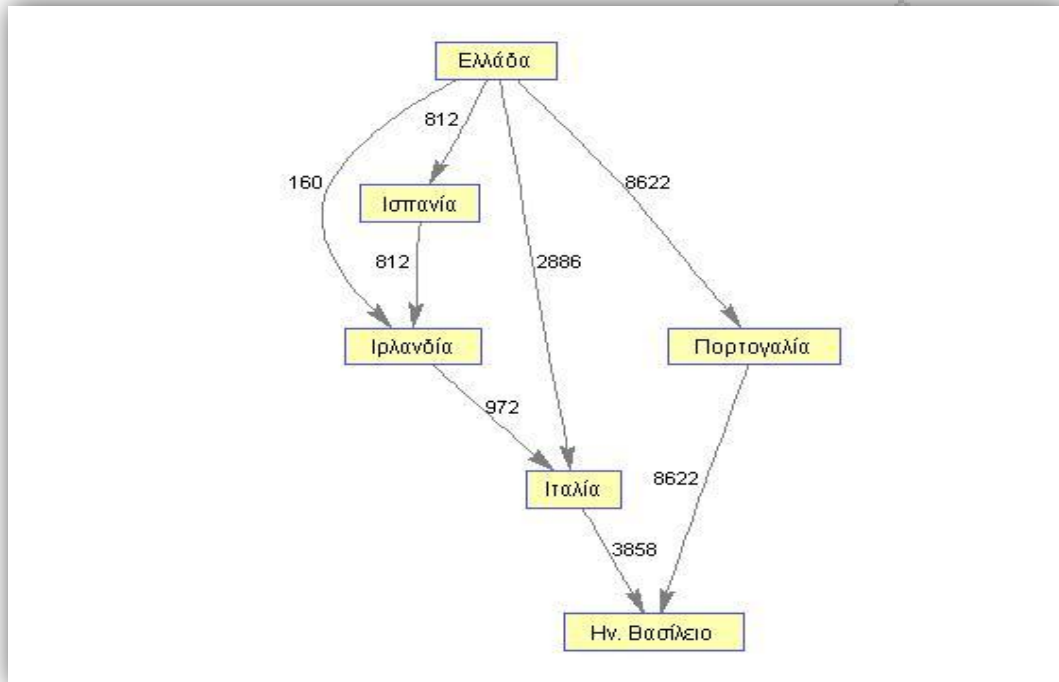 Ελλάδα
812
160
8622
Ισπανία
812
2886
Ιρλανδία
Πορτογαλία
972
Ιταλία
8622
3858
Ην. Βασίλειο